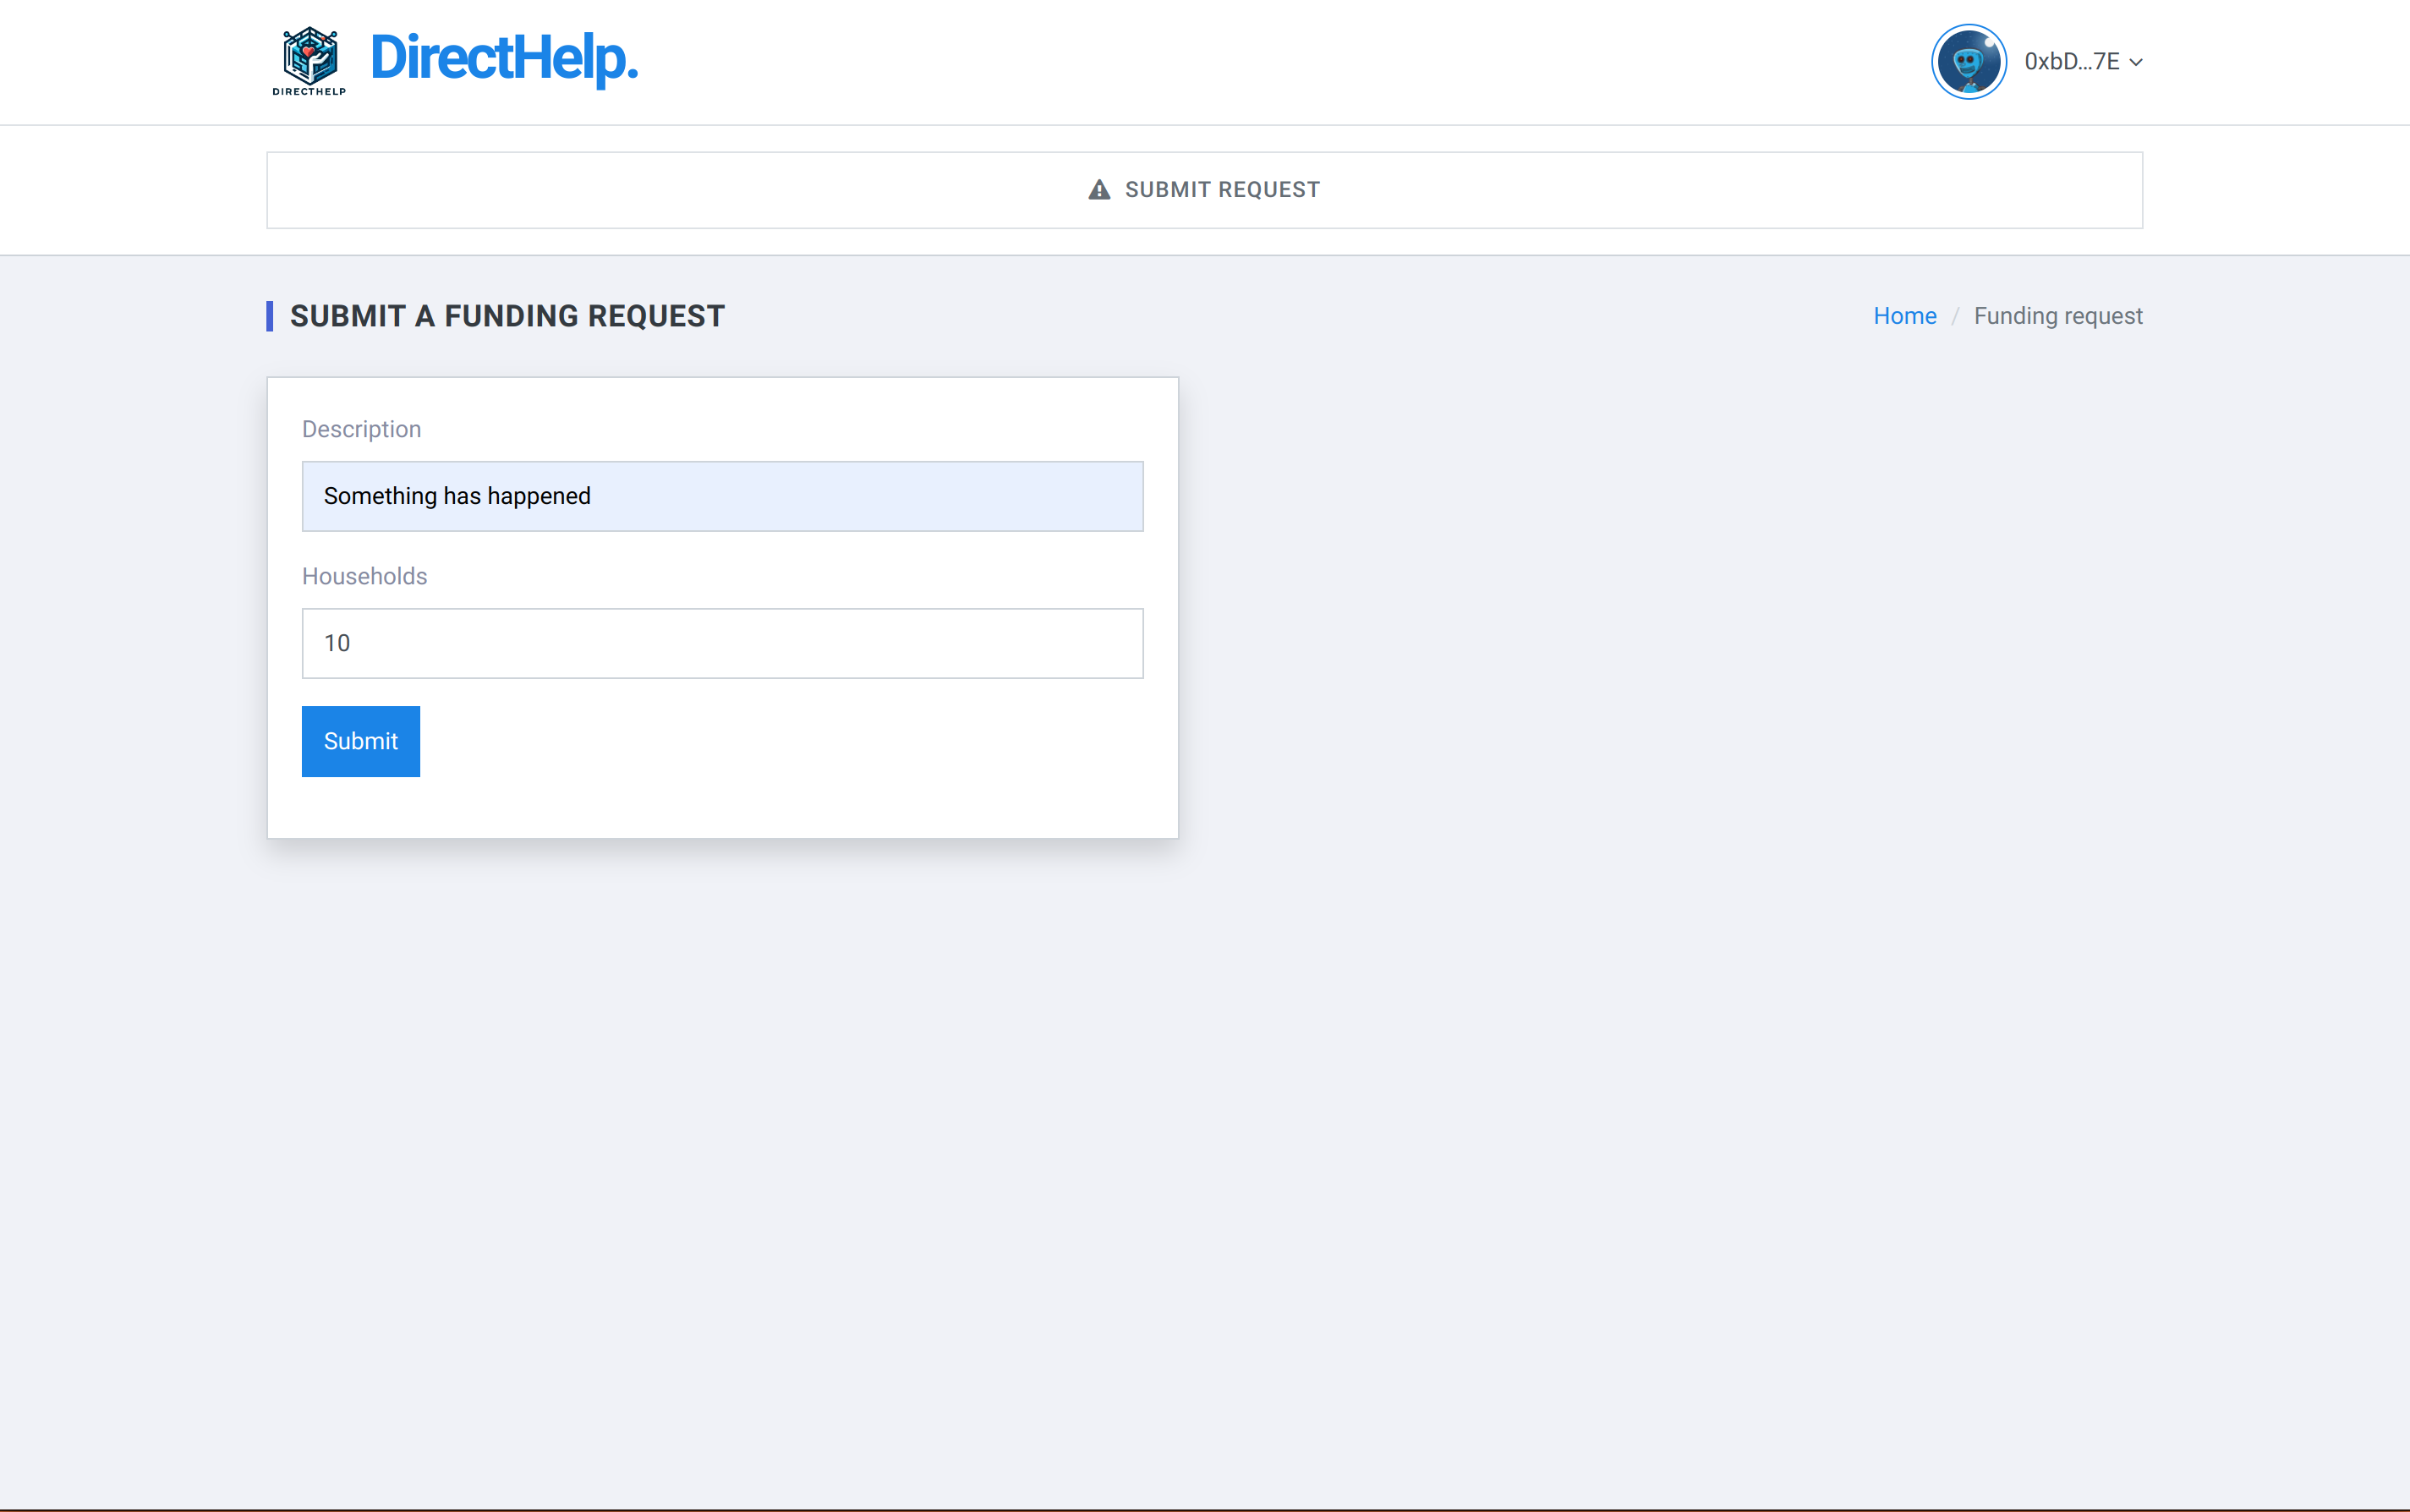 DIRECTHELP
DirectHelp.
0xbD...7E
SUBMIT REQUEST
SUBMIT A FUNDING REQUEST
Home / Funding request
Description
Something has happened
Households
10
Submit